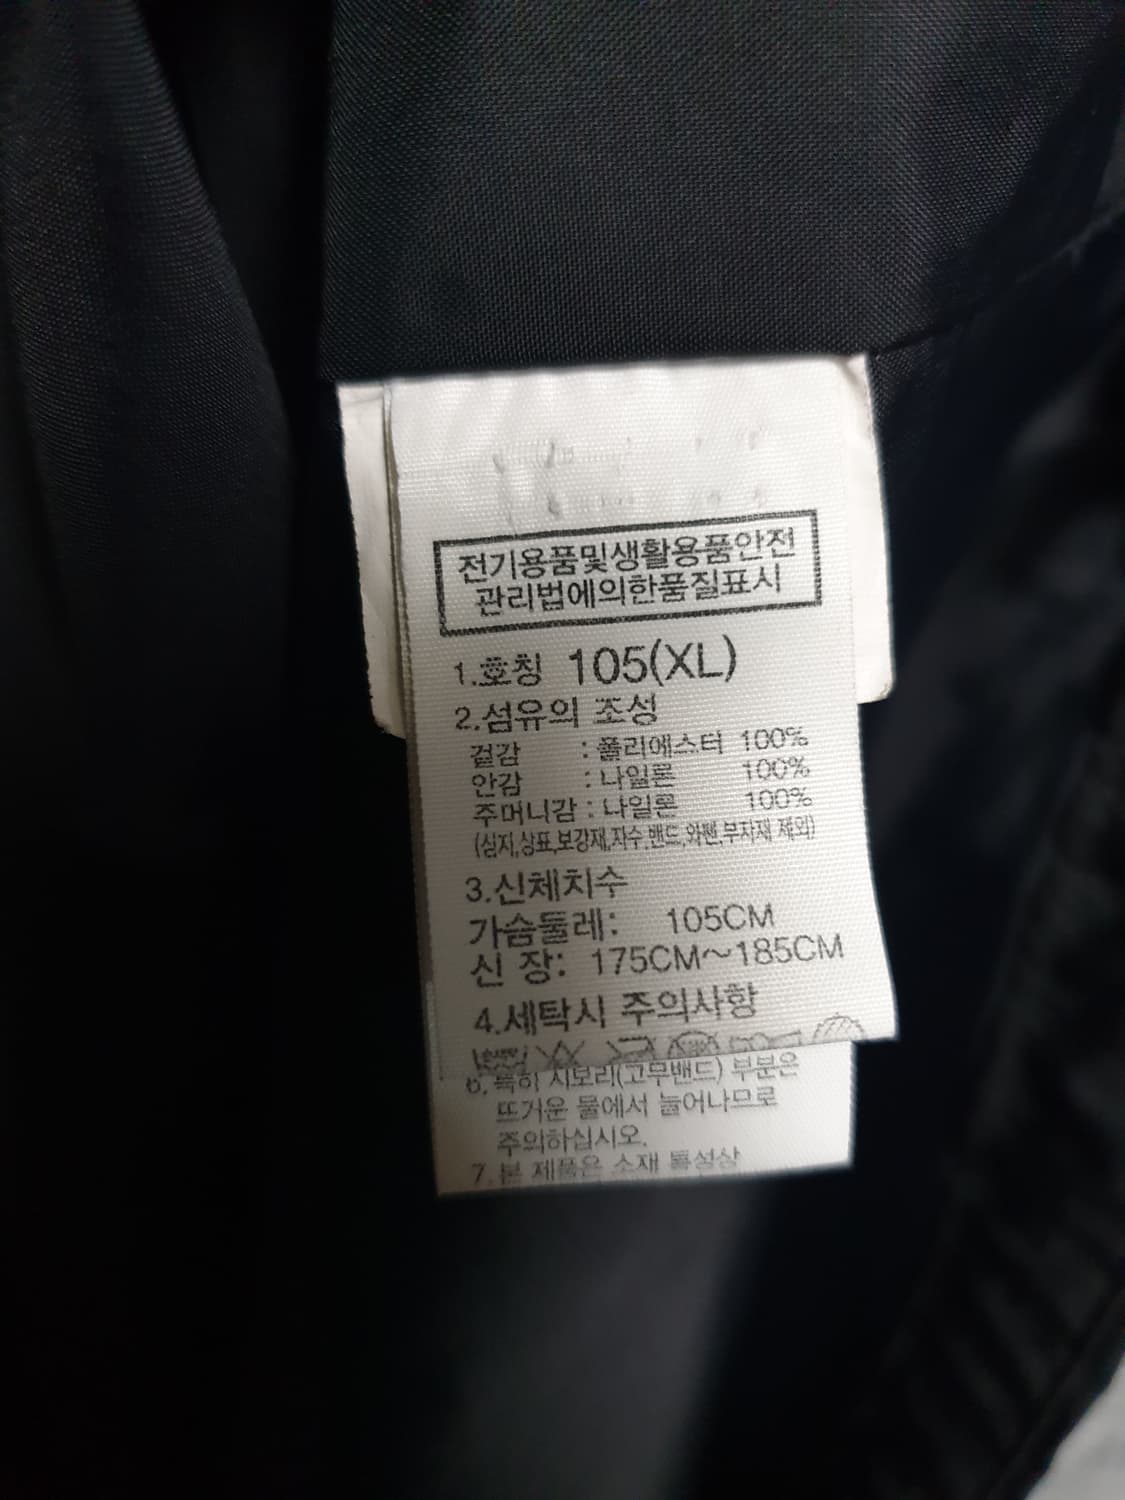 전기용품및생활용품안전
관리법에의한품질표시
1.호칭 105(XL)
2.섬유의 조성
겉감 : 폴리에스터 100%
안감 : 나일론 100%
주머니감 : 나일론 100%
(심지,상표,보강재,자수,밴드,와펜,부자재 제외)
3.신체치수
가슴둘레: 105CM
신 장: 175CM~185CM
4.세탁시 주의사항
6.특히 시보리(고무밴드) 부분은
뜨거운 물에서 늘어나므로
주의하십시오.
7.본 제품은 소재 특성상